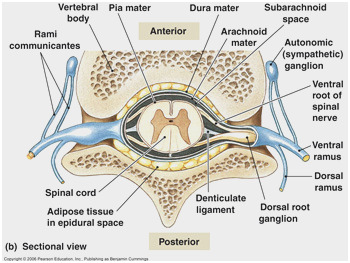 Vertebral
body
Pia mater
Dura mater
Subarachnoid
space
Rami
communicantes
Anterior
Arachnoid
mater
Autonomic
(sympathetic)
ganglion
Ventral
root of
spinal
nerve
Ventral
ramus
Dorsal
ramus
Spinal cord
Adipose tissue
in epidural space
Denticulate
ligament
Dorsal root
ganglion
Posterior
(b) Sectional view
Copyright © 2006 Pearson Education, Inc. Publishing as Benjamin Cummings